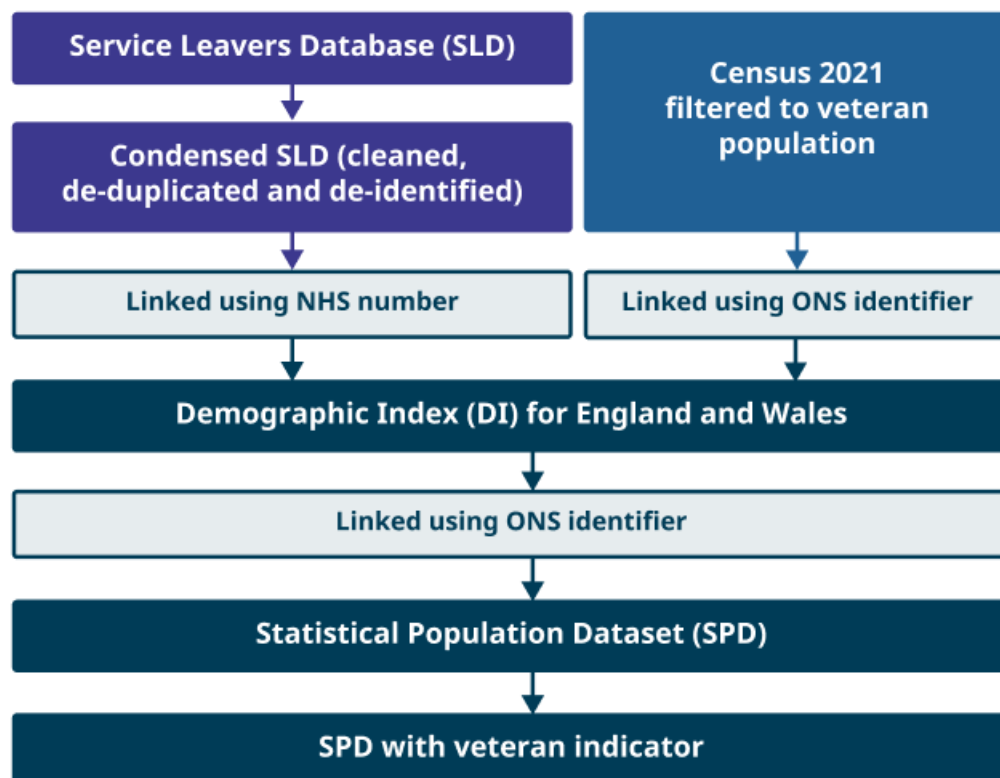 Service Leavers Database (SLD)
Condensed SLD (cleaned,
de-duplicated and de-identified)
Census 2021
filtered to veteran
population
Linked using NHS number
Linked using ONS identifier
Demographic Index (DI) for England and Wales
Linked using ONS identifier
Statistical Population Dataset (SPD)
SPD with veteran indicator